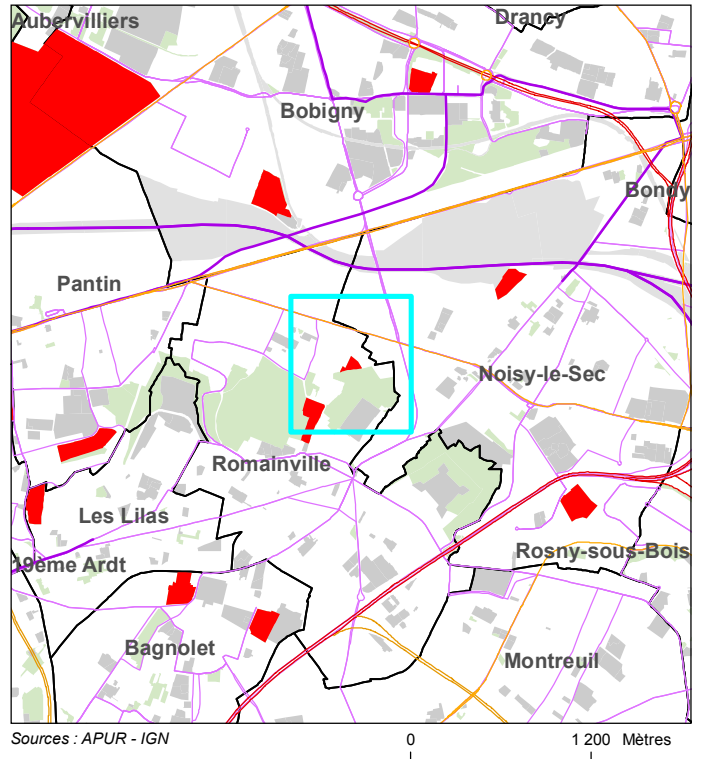 Aubervilliers
Drancy
Bobigny
Bondy
Pantin
Noisy-le-Sec
Romainville
Les Lilas
19ème Ardt
Rosny-sous-Bois
Bagnolet
Montreuil
Sources : APUR - IGN
0 1 200 Mètres